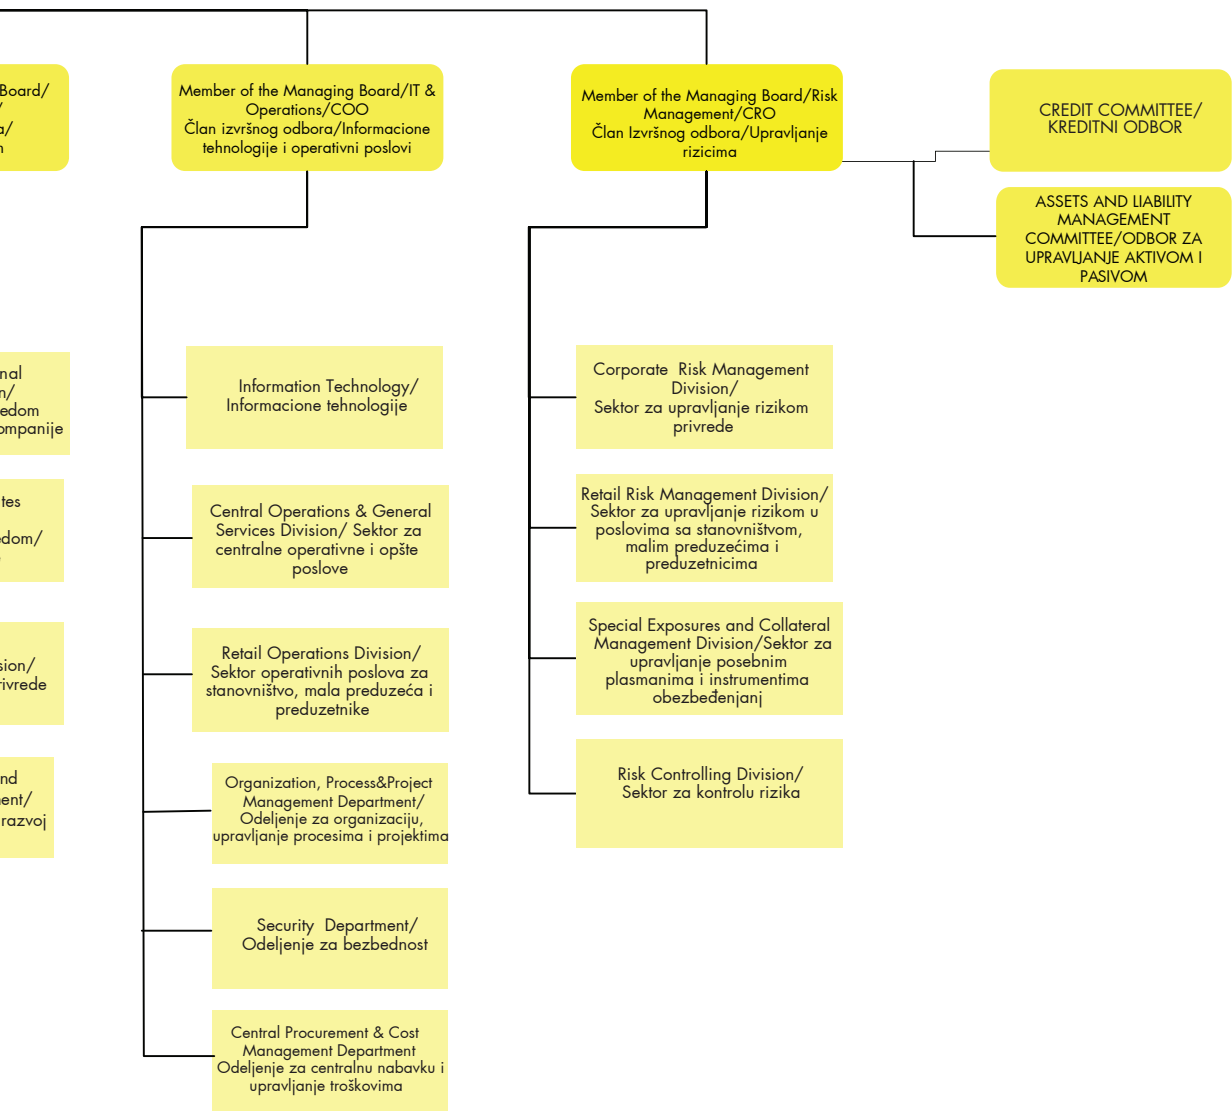 Board/
/
a/
n
Member of the Managing Board/IT &
Operations/COO
Član izvršnog odbora/Informacione
tehnologije i operativni poslovi
Member of the Managing Board/Risk
Management/CRO
Član Izvršnog odbora/Upravljanje
rizicima
CREDIT COMMITTEE/
KREDITNI ODBOR
ASSETS AND LIABILITY
MANAGEMENT
COMMITTEE/ODBOR ZA
UPRAVLJANJE AKTIVOM I
PASIVOM
nal
n/
edom
ompanije
tes
edom/
sion/
rivrede
nd
ent/
razvoj
Information Technology/
Informacione tehnologije
Central Operations & General
Services Division/ Sektor za
centralne operativne i opšte
poslove
Retail Operations Division/
Sektor operativnih poslova za
stanovništvo, mala preduzeća i
preduzetnike
Organization, Process&Project
Management Department/
Odeljenje za organizaciju,
upravljanje procesima i projektima
Security Department/
Odeljenje za bezbednost
Central Procurement & Cost
Management Department
Odeljenje za centralnu nabavku i
upravljanje troškovima
Corporate Risk Management
Division/
Sektor za upravljanje rizikom
privrede
Retail Risk Management Division/
Sektor za upravljanje rizikom u
poslovima sa stanovništvom,
malim preduzećima i
preduzetnicima
Special Exposures and Collateral
Management Division/Sektor za
upravljanje posebnim
plasmanima i instrumentima
obezbeđenjanj
Risk Controlling Division/
Sektor za kontrolu rizika